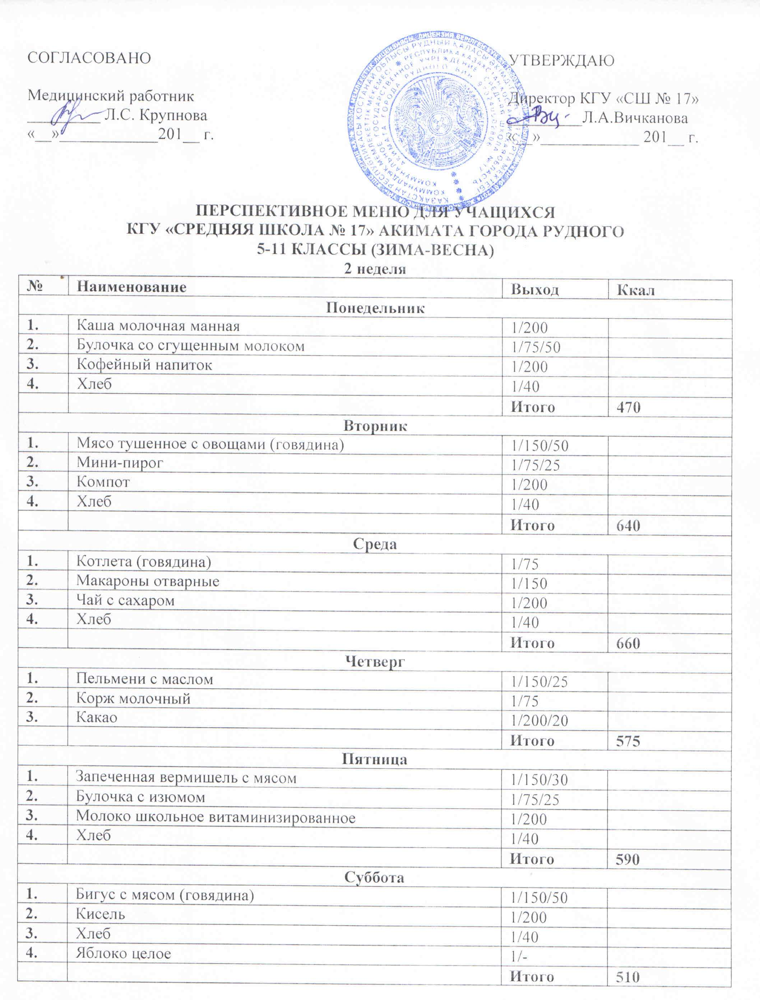 СОГЛАСОВАНО
УТВЕРЖДАЮ
Медицинский работник
Директор КГУ «СШ № 17»
_________ Л.С. Крупнова
_________Л.А.Вичканова
«__»____________201__ г.
«__»____________ 201__ г.
ПЕРСПЕКТИВНОЕ МЕНЮ ДЛЯ УЧАЩИХСЯ
КГУ «СРЕДНЯЯ ШКОЛА № 17» АКИМАТА ГОРОДА РУДНОГО
5-11 КЛАССЫ (ЗИМА-ВЕСНА)
2 неделя
№ Наименование Выход Ккал
Понедельник
1. Каша молочная манная 1/200
2. Булочка со сгущенным молоком 1/75/50
3. Кофейный напиток 1/200
4. Хлеб 1/40
Итого 470
Вторник
1. Мясо тушенное с овощами (говядина) 1/150/50
2. Мини-пирог 1/75/25
3. Компот 1/200
4. Хлеб 1/40
Итого 640
Среда
1. Котлета (говядина) 1/75
2. Макароны отварные 1/150
3. Чай с сахаром 1/200
4. Хлеб 1/40
Итого 660
Четверг
1. Пельмени с маслом 1/150/25
2. Корж молочный 1/75
3. Какао 1/200/20
Итого 575
Пятница
1. Запеченная вермишель с мясом 1/150/30
2. Булочка с изюмом 1/75/25
3. Молоко школьное витаминизированное 1/200
4. Хлеб 1/40
Итого 590
Суббота
1. Бигус с мясом (говядина) 1/150/50
2. Кисель 1/200
3. Хлеб 1/40
4. Яблоко целое 1/-
Итого 510